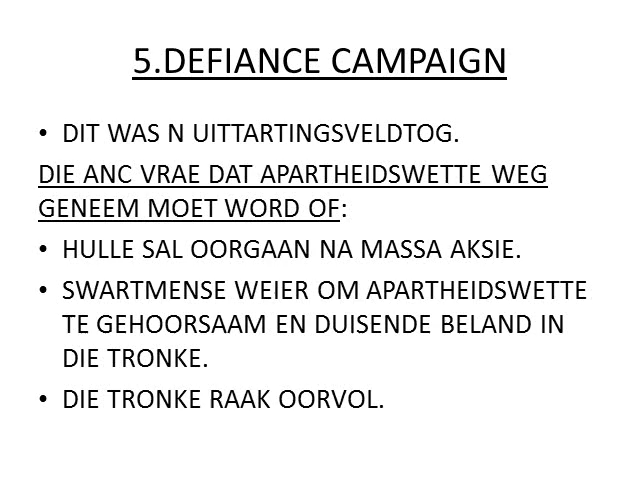 5.DEFIANCE CAMPAIGN
• DIT WAS N UITTARTINGSVELDTOG.
DIE ANC VRAE DAT APARTHEIDSWETTE WEG
GENEEM MOET WORD OF:
• HULLE SAL OORGAAN NA MASSA AKSIE.
• SWARTMENSE WEIER OM APARTHEIDSWETTE
TE GEHOORSAAM EN DUISENDE BELAND IN
DIE TRONKE.
• DIE TRONKE RAAK OORVOL.